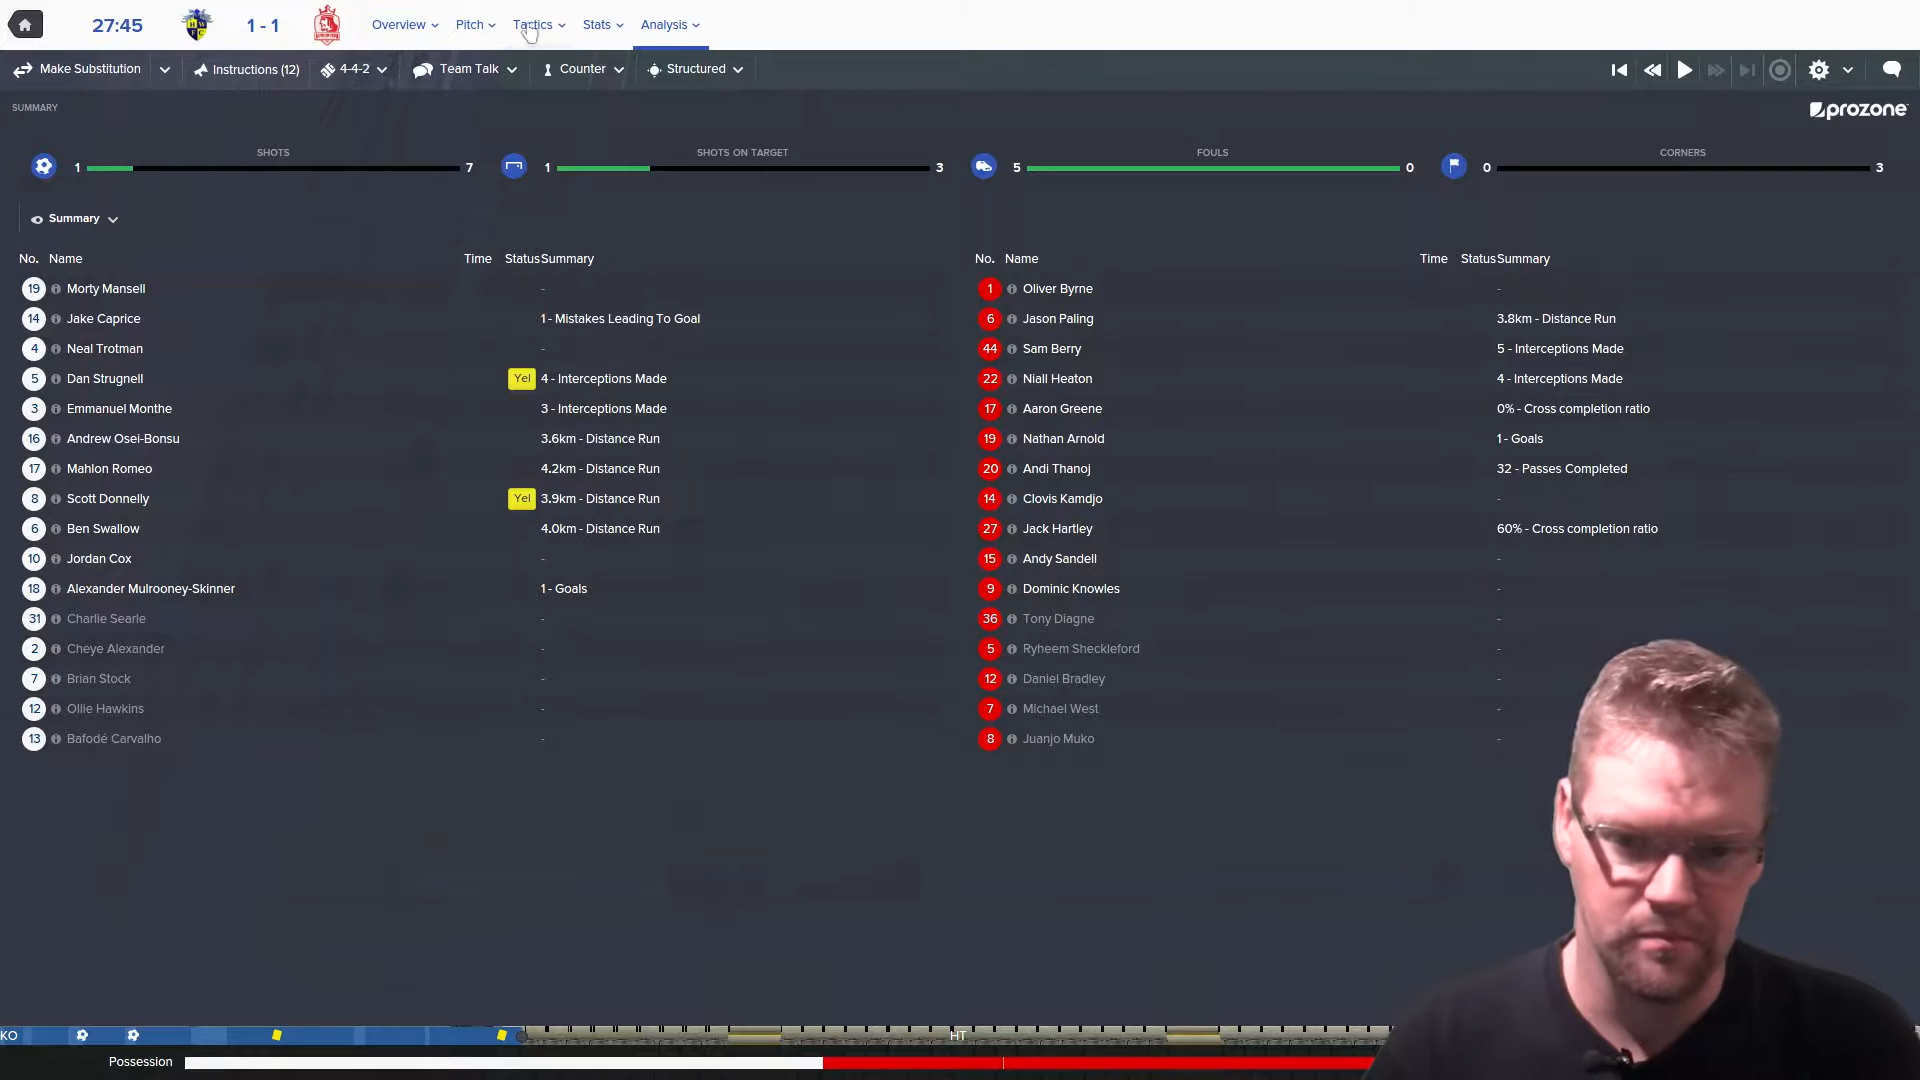 27:45 HW FC 1 - 1 Overview Pitch Tactics Stats Analysis
Make Substitution Instructions (12) 4-4-2 Team Talk Counter Structured
SUMMARY prozone
SHOTS SHOTS ON TARGET FOULS CORNERS
1 7 1 3 5 0 0 3
Summary
No. Name Time Status Summary No. Name Time Status Summary
19 Morty Mansell - 1 Oliver Byrne -
14 Jake Caprice 1 - Mistakes Leading To Goal 6 Jason Paling 3.8km - Distance Run
4 Neal Trotman - 44 Sam Berry 5 - Interceptions Made
5 Dan Strugnell Yel 4 - Interceptions Made 22 Niall Heaton 4 - Interceptions Made
3 Emmanuel Monthe 3 - Interceptions Made 17 Aaron Greene 0% - Cross completion ratio
16 Andrew Osei-Bonsu 3.6km - Distance Run 19 Nathan Arnold 1 - Goals
17 Mahlon Romeo 4.2km - Distance Run 20 Andi Thanoj 32 - Passes Completed
8 Scott Donnelly Yel 3.9km - Distance Run 14 Clovis Kamdjo -
6 Ben Swallow 4.0km - Distance Run 27 Jack Hartley 60% - Cross completion ratio
10 Jordan Cox - 15 Andy Sandell -
18 Alexander Mulrooney-Skinner 1 - Goals 9 Dominic Knowles -
31 Charlie Searle - 36 Tony Diagne -
2 Cheye Alexander - 5 Ryheem Sheckleford -
7 Brian Stock - 12 Daniel Bradley -
12 Ollie Hawkins - 7 Michael West -
13 Bafodé Carvalho - 8 Juanjo Muko -
KO HT
Possession